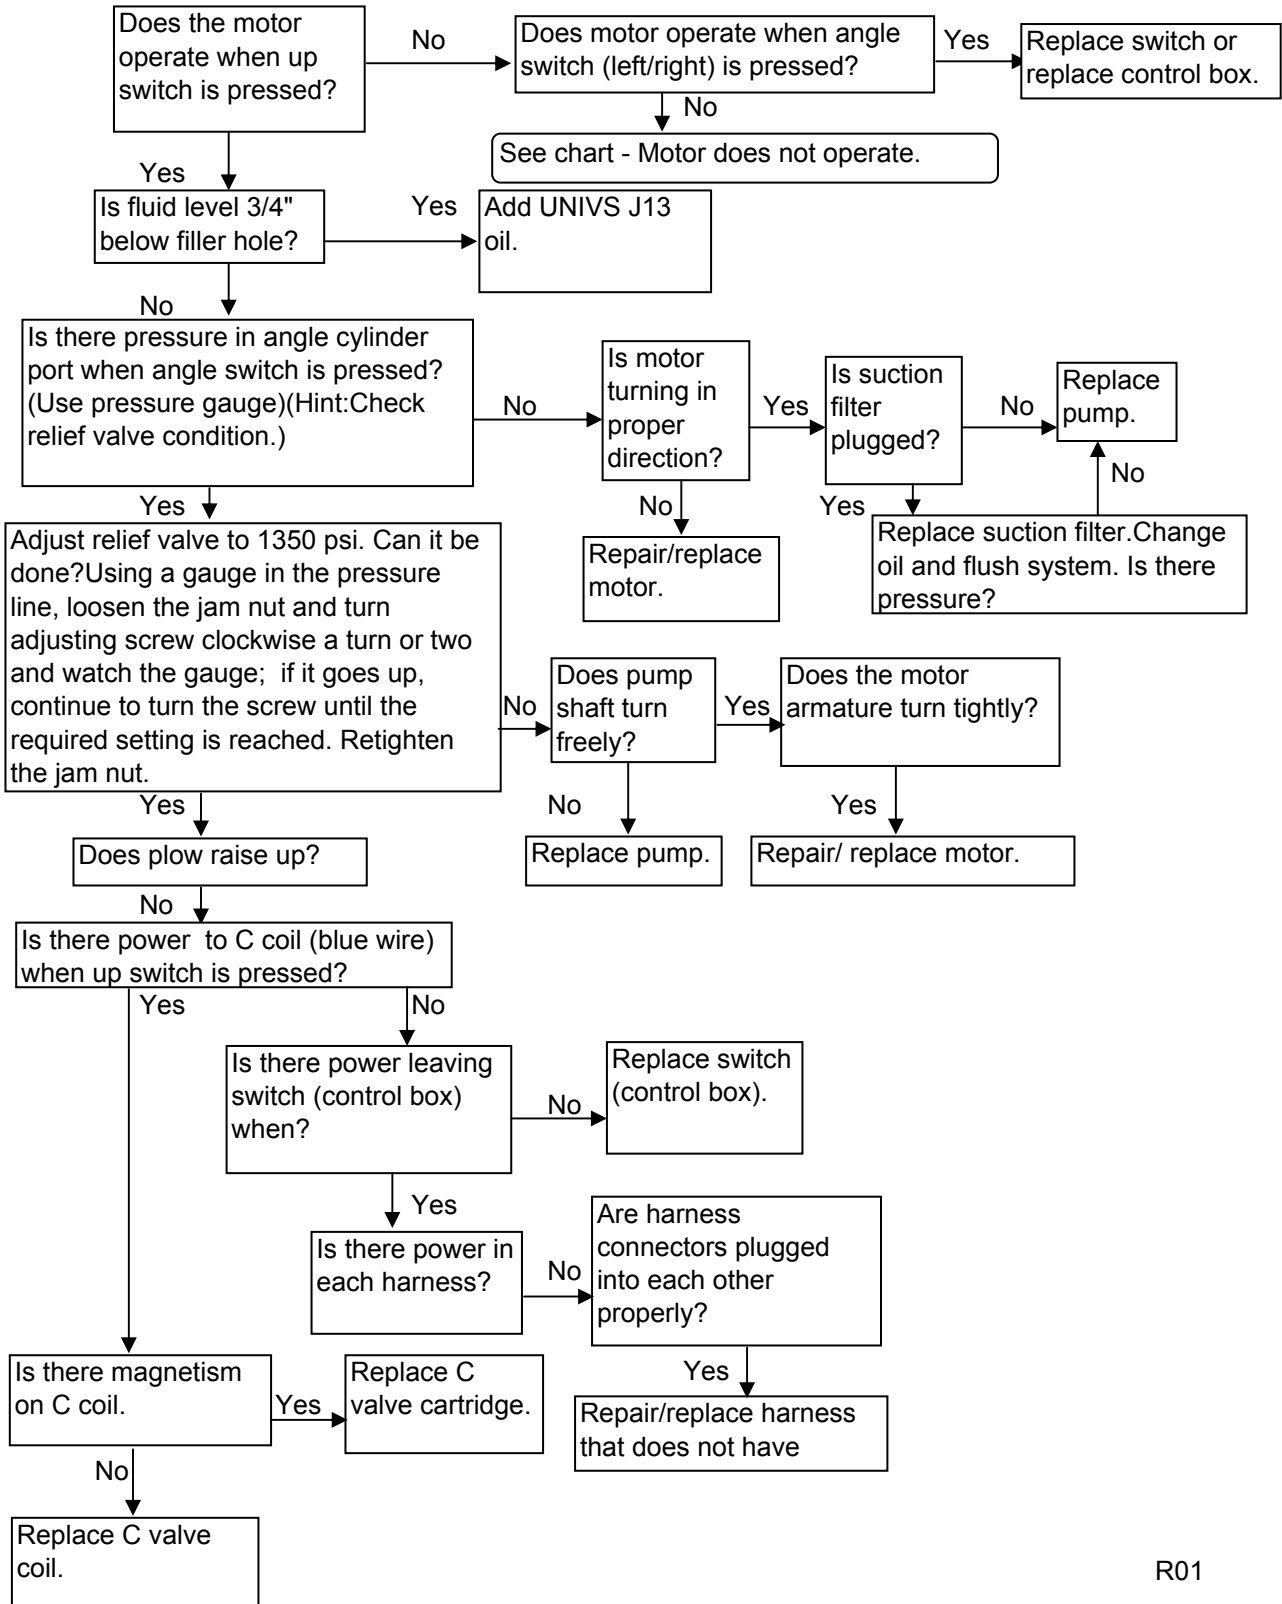 Does the motor
operate when up
switch is pressed?
No
Does motor operate when angle
switch (left/right) is pressed?
Yes
Replace switch or
replace control box.
No
See chart - Motor does not operate.
Yes
Is fluid level 3/4"
below filler hole?
Yes
Add UNIVS J13
oil.
No
Is there pressure in angle cylinder
port when angle switch is pressed?
(Use pressure gauge)(Hint:Check
relief valve condition.)
No
Is motor
turning in
proper
direction?
Yes
Is suction
filter
plugged?
No
Replace
pump.
No
Yes
No
Yes
Repair/replace
motor.
Replace suction filter.Change
oil and flush system. Is there
pressure?
Adjust relief valve to 1350 psi. Can it be
done?Using a gauge in the pressure
line, loosen the jam nut and turn
adjusting screw clockwise a turn or two
and watch the gauge;  if it goes up,
continue to turn the screw until the
required setting is reached. Retighten
the jam nut.
No
Does pump
shaft turn
freely?
Yes
Does the motor
armature turn tightly?
No
Yes
Replace pump.
Repair/ replace motor.
Yes
Does plow raise up?
No
Is there power  to C coil (blue wire)
when up switch is pressed?
Yes
No
Is there power leaving
switch (control box)
when?
No
Replace switch
(control box).
Yes
Is there power in
each harness?
No
Are harness
connectors plugged
into each other
properly?
Yes
Repair/replace harness
that does not have
Is there magnetism
on C coil.
Yes
Replace C
valve cartridge.
No
Replace C valve
coil.
R01